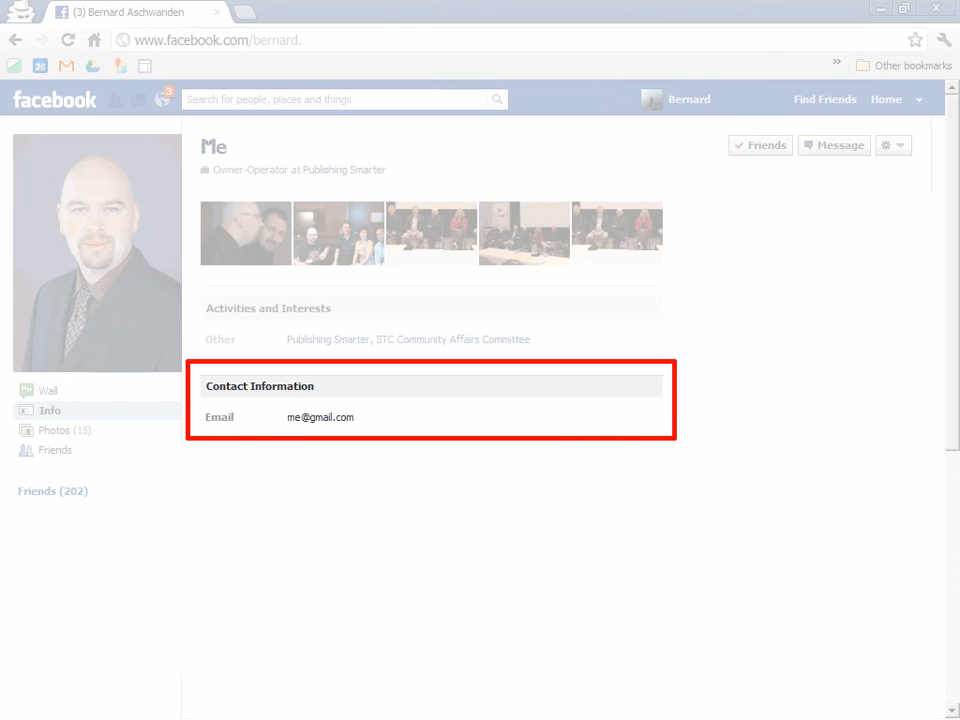 (3) Bernard Aschwanden
www.facebook.com/bernard.
26
Other bookmarks
facebook
3
Search for people, places and things
Bernard
Find Friends
Home
Me
Friends
Message
Owner-Operator at Publishing Smarter
Activities and Interests
Other
Publishing Smarter, STC Community Affairs Committee
Contact Information
Email
me@gmail.com
Wall
Info
Photos (15)
Friends
Friends (202)